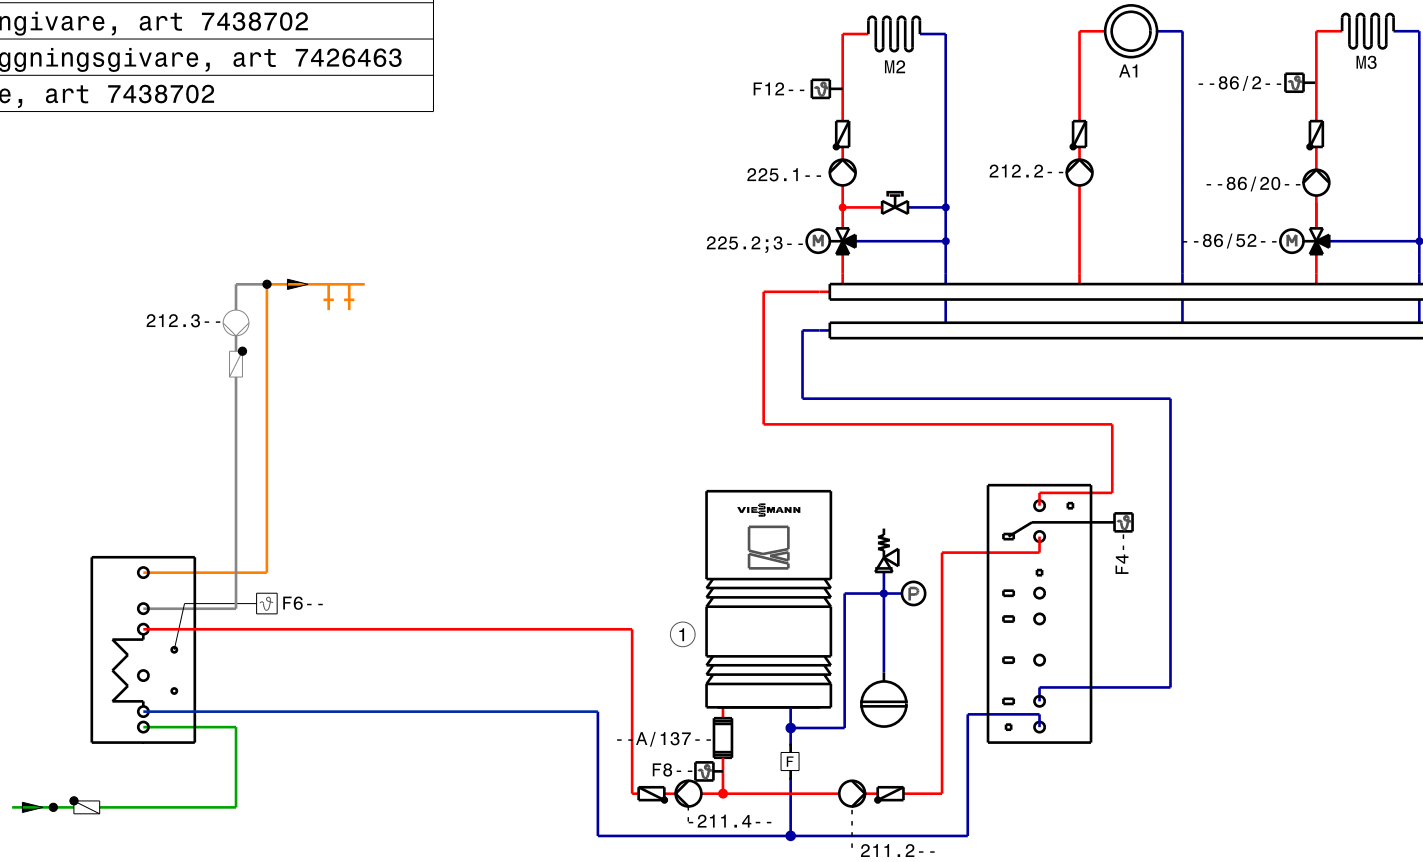 ngivare, art 7438702
ggningsgivare, art 7426463
e, art 7438702
M2
A1
M3
F12--
--86/2--
225.1--
212.2--
--86/20--
225.2;3--
M
--86/52--
M
212.3--
VIESMANN
F4--
F6--
P
1
--A/137--
F8--
F
-211.4--
211.2--